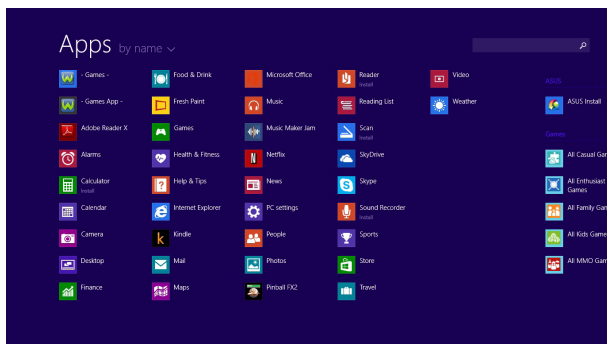 Apps by name
- Games -
- Games App -
Adobe Reader X
Alarms
Calculator
Install
Calendar
Camera
Desktop
Finance
Food & Drink
Fresh Paint
Games
Health & Fitness
Help & Tips
Internet Explorer
Kindle
Mail
Maps
Microsoft Office
Music
Music Maker Jam
Netflix
News
PC settings
People
Photos
Pinball FX2
Reader
Install
Reading List
Scan
Install
SkyDrive
Skype
Sound Recorder
Install
Sports
Store
Travel
Video
Weather
ASUS
ASUS Install
Games
All Casual Gar
All Enthusiast
Games
All Family Gam
All Kids Game
All MMO Gam